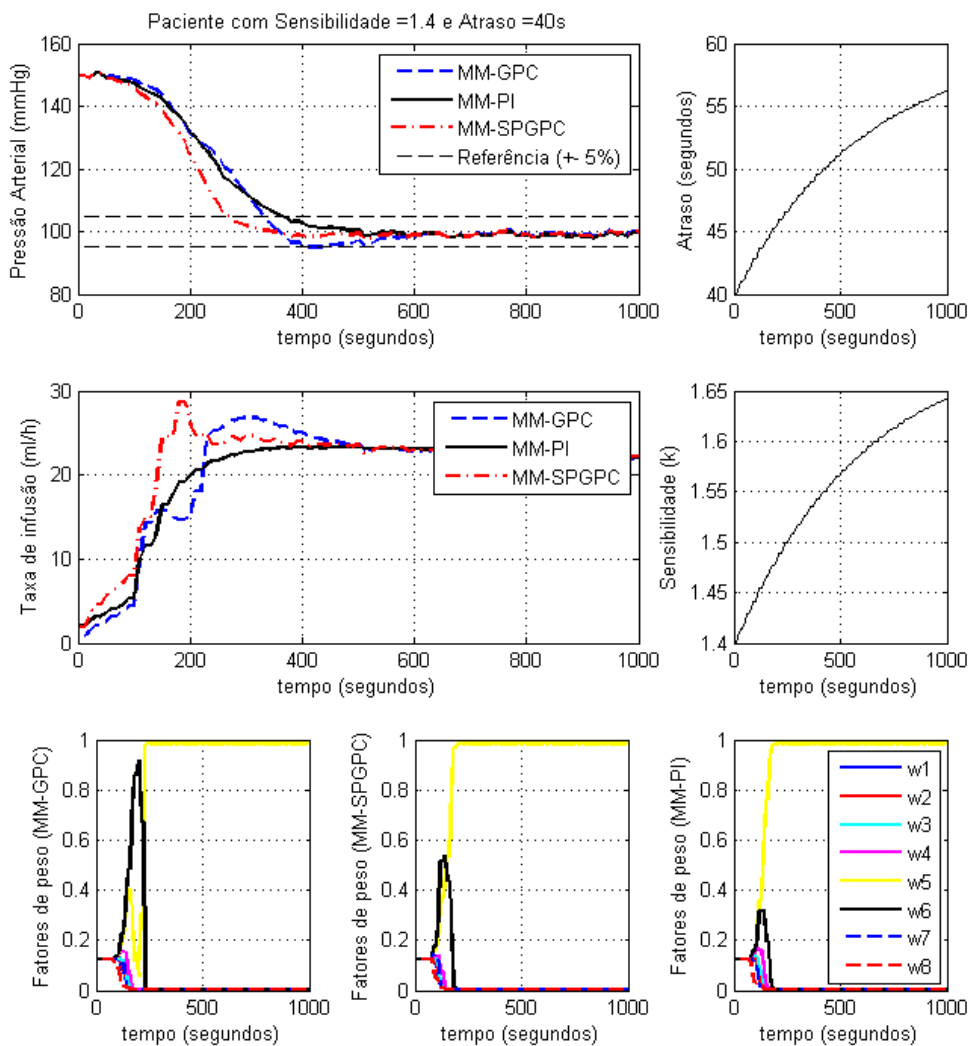 Paciente com Sensibilidade =1.4 e Atraso =40s
Pressão Arterial (mmHg)
160
140
120
100
80
0
200
400
600
800
1000
tempo (segundos)
MM-GPC
MM-PI
MM-SPGPC
Referência (+- 5%)
Atraso (segundos)
60
55
50
45
40
0
500
1000
tempo (segundos)
Taxa de infusão (ml/h)
30
20
10
0
0
200
400
600
800
1000
tempo (segundos)
MM-GPC
MM-PI
MM-SPGPC
Sensibilidade (k)
1.65
1.6
1.55
1.5
1.45
1.4
0
500
1000
tempo (segundos)
Fatores de peso (MM-GPC)
1
0.8
0.6
0.4
0.2
0
0
500
1000
tempo (segundos)
Fatores de peso (MM-SPGPC)
1
0.8
0.6
0.4
0.2
0
0
500
1000
tempo (segundos)
Fatores de peso (MM-PI)
1
0.8
0.6
0.4
0.2
0
0
500
1000
tempo (segundos)
w1
w2
w3
w4
w5
w6
w7
w8